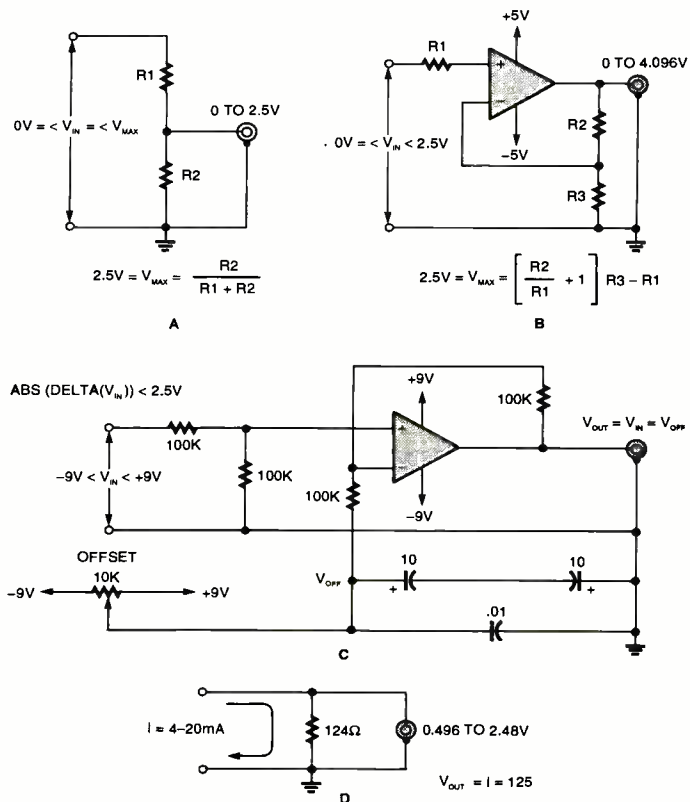 R1
0 TO 2.5V
0V = < V_IN = < V_MAX
R2
2.5V = V_MAX = R2 / R1 + R2
A
+5V
R1
0 TO 4.096V
+
−
R2
. 0V = < V_IN < 2.5V
−5V
R3
2.5V = V_MAX = [ R2 / R1 + 1 ] R3 − R1
B
ABS (DELTA(V_IN)) < 2.5V
+9V
100K
V_OUT = V_IN = V_OFF
100K
+
−9V < V_IN < +9V
100K
−
100K
−9V
OFFSET
10K
−9V
+9V
V_OFF
10
+
10
+
.01
C
I = 4–20mA
124Ω
0.496 TO 2.48V
V_OUT = I = 125
D